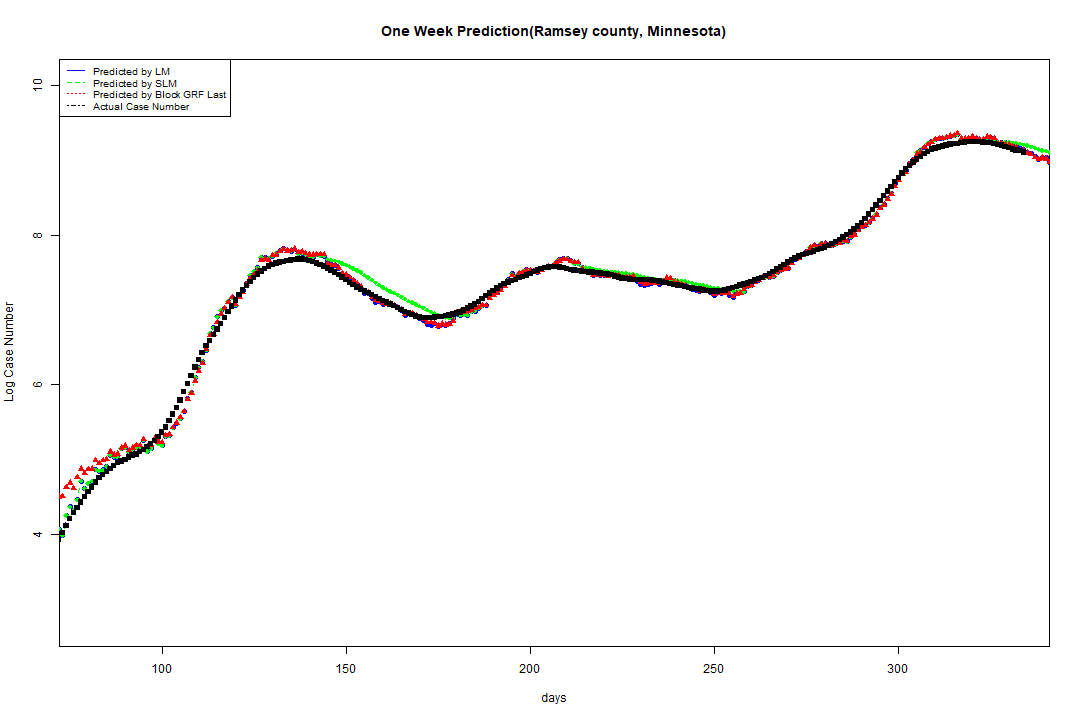 One Week Prediction(Ramsey county, Minnesota)
Predicted by LM
Predicted by SLM
Predicted by Block GRF Last
Actual Case Number
10
8
6
4
Log Case Number
100 150 200 250 300
days